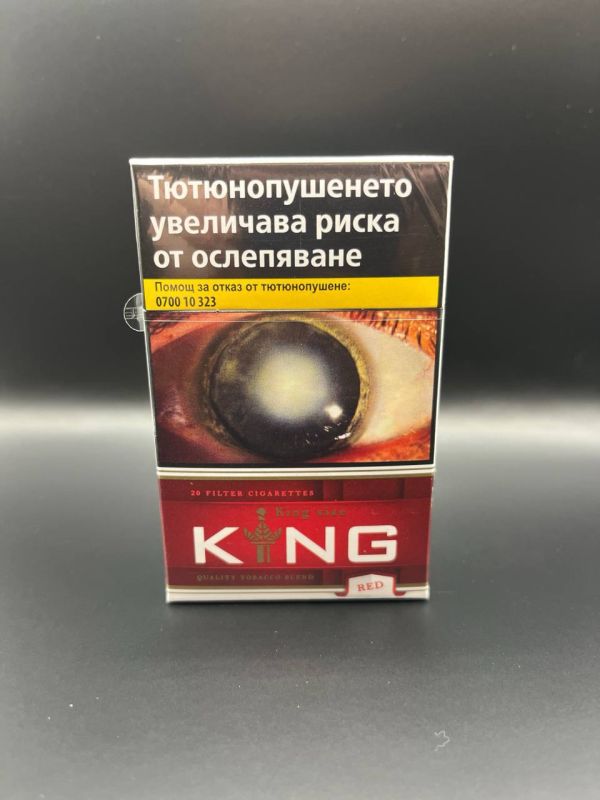 Тютюнопушенето
увеличава риска
от ослепяване
Помощ за отказ от тютюнопушене:
0700 10 323
20 FILTER CIGARETTES
King size
KING
QUALITY TOBACCO BLEND
RED